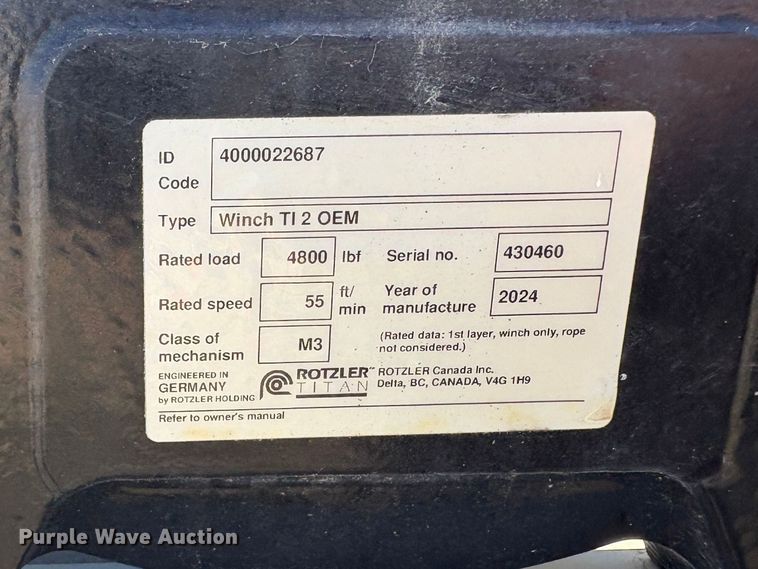 ID 4000022687
Code
Type Winch TI 2 OEM
Rated load 4800 lbf Serial no. 430460
Rated speed 55 ft/min Year of manufacture 2024
Class of mechanism M3 (Rated data: 1st layer, winch only, rope not considered.)
ENGINEERED IN
GERMANY
by ROTZLER HOLDING
ROTZLER™
TITAN
ROTZLER Canada Inc.
Delta, BC, CANADA, V4G 1H9
Refer to owner's manual
Purple Wave Auction